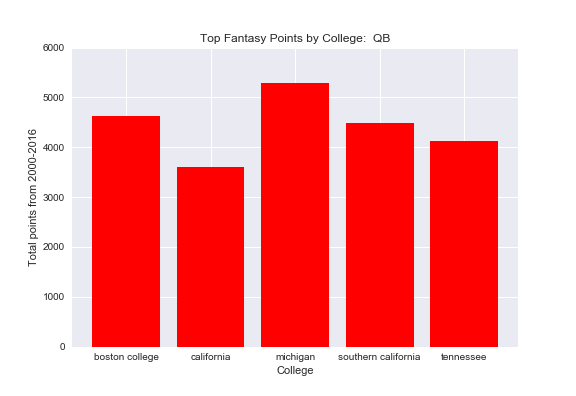 Top Fantasy Points by College:  QB
Total points from 2000-2016
6000
5000
4000
3000
2000
1000
0
boston college
california
michigan
southern california
tennessee
College